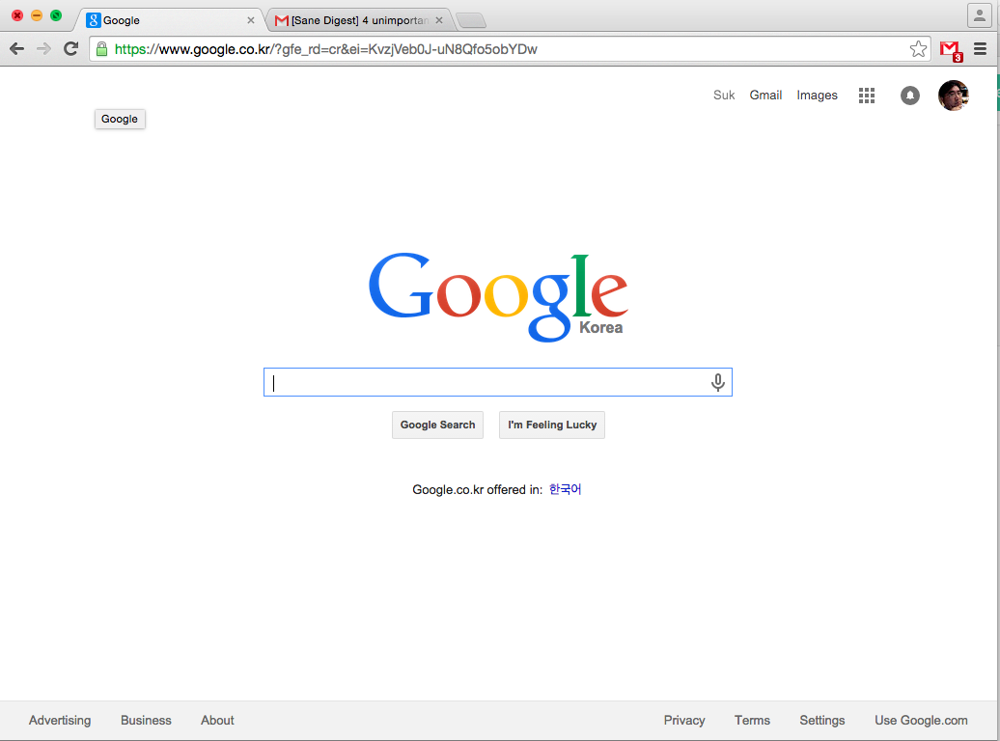 Google
[Sane Digest] 4 unimportan
https://www.google.co.kr/?gfe_rd=cr&ei=KvzjVeb0J-uN8Qfo5obYDw
3
Suk Gmail Images
Google
Google
Korea
Google Search I'm Feeling Lucky
Google.co.kr offered in: 한국어
Advertising Business About Privacy Terms Settings Use Google.com